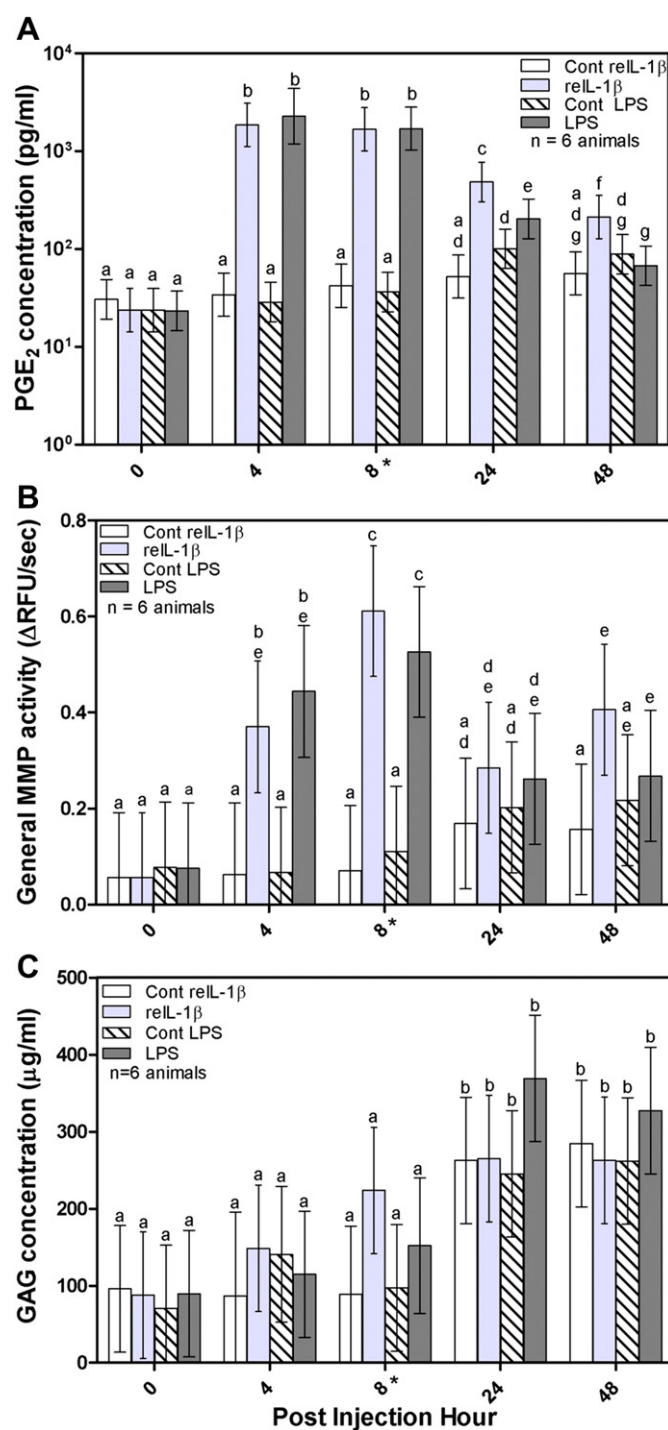 A
PGE₂ concentration (pg/ml)
10⁴
10³
10²
10¹
10⁰
Cont reIL-1β
reIL-1β
Cont LPS
LPS
n = 6 animals
a a a a
a b a b
a b a b
a d c d e
a d g f d g g
0 4 8* 24 48
B
General MMP activity (ΔRFU/sec)
0.8
0.6
0.4
0.2
0.0
Cont reIL-1β
reIL-1β
Cont LPS
LPS
n = 6 animals
a a a a
a b e a b e
a c a c
a d d e a d d e
a e a e e
0 4 8* 24 48
C
GAG concentration (µg/ml)
500
400
300
200
100
0
Cont reIL-1β
reIL-1β
Cont LPS
LPS
n=6 animals
a a a a
a a a a
a a a a
b b b b
b b b b
0 4 8* 24 48
Post Injection Hour